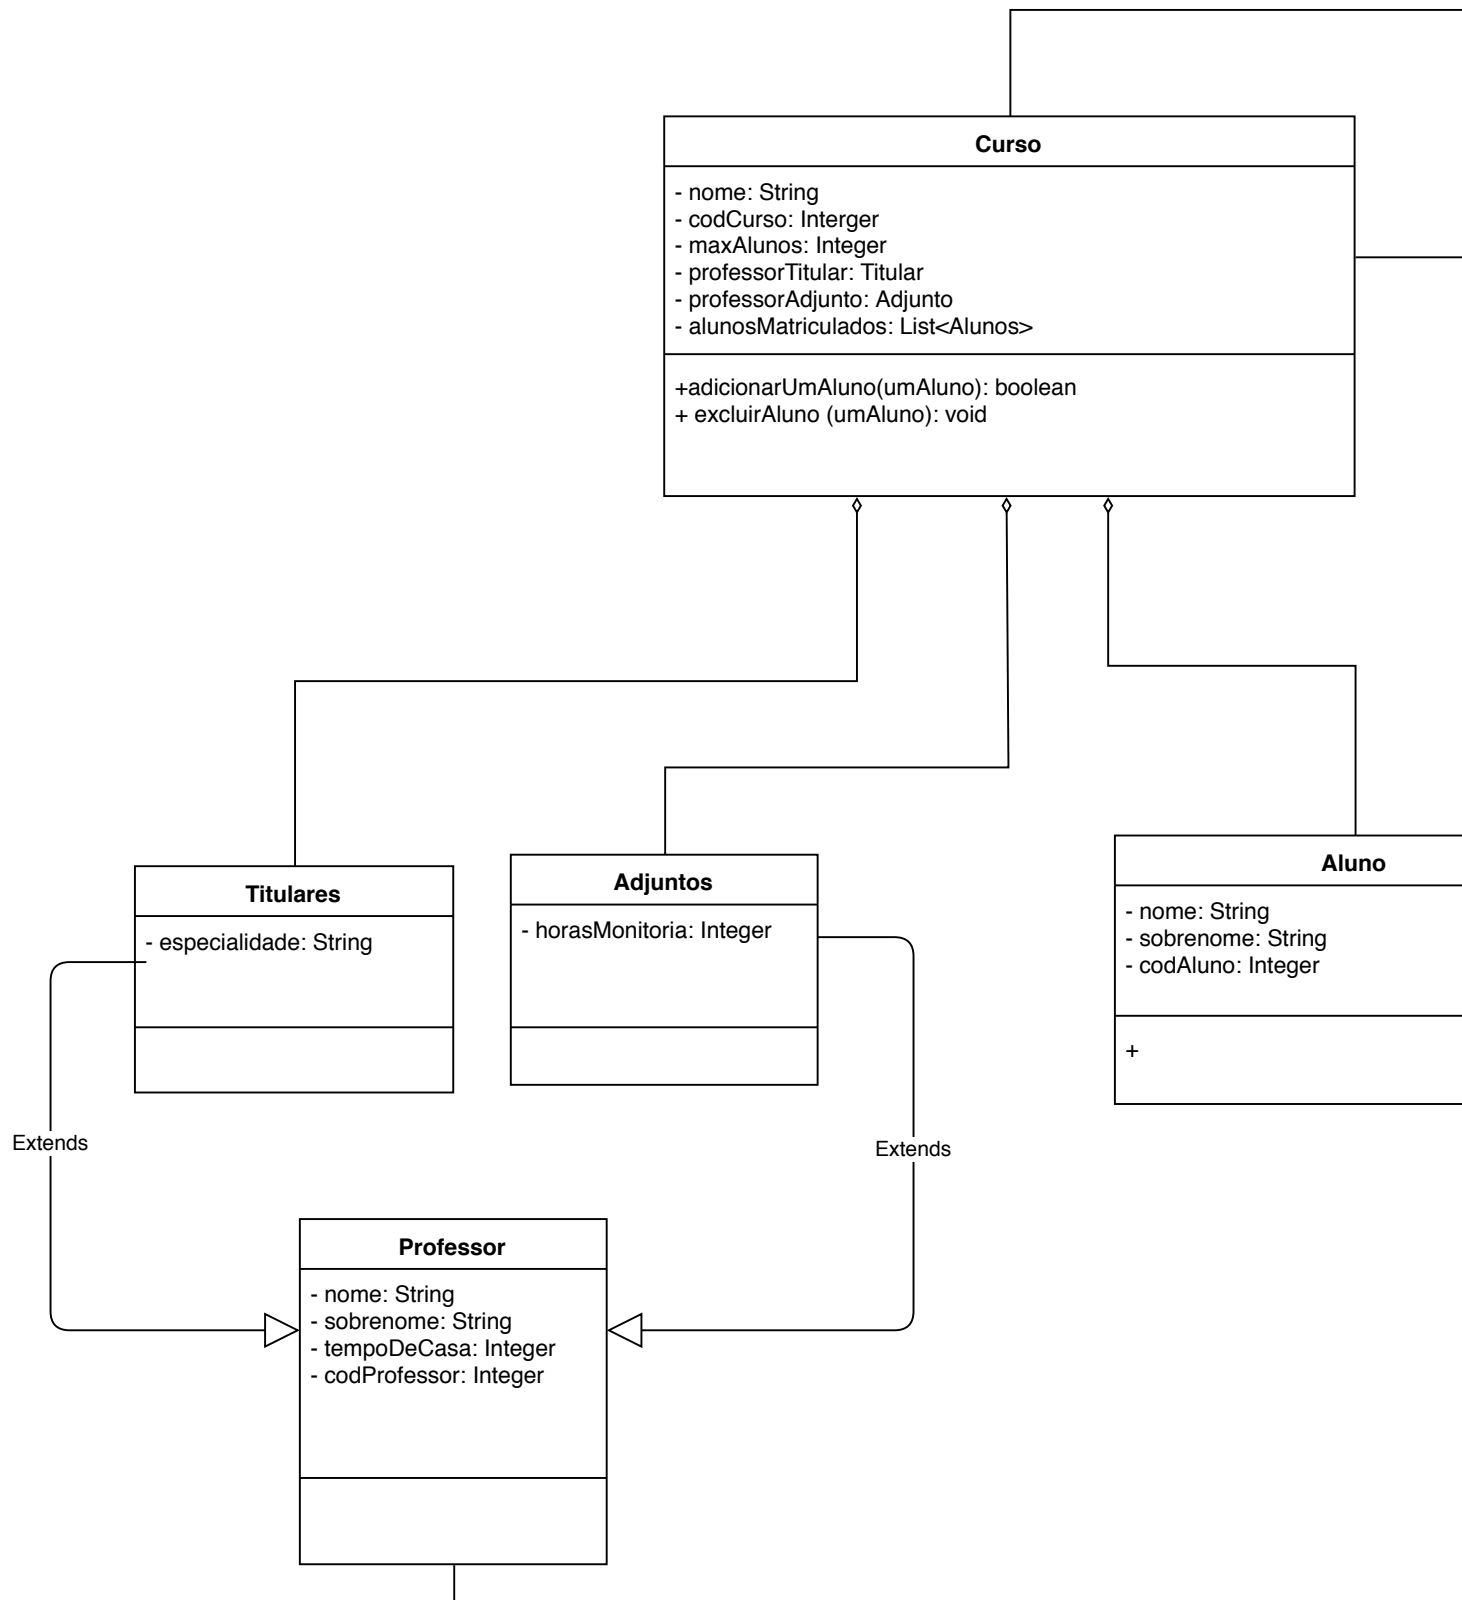 Curso
- nome: String
- codCurso: Interger
- maxAlunos: Integer
- professorTitular: Titular
- professorAdjunto: Adjunto
- alunosMatriculados: List<Alunos>
+adicionarUmAluno(umAluno): boolean
+ excluirAluno (umAluno): void
Titulares
- especialidade: String
Adjuntos
- horasMonitoria: Integer
Aluno
- nome: String
- sobrenome: String
- codAluno: Integer
+
Extends
Extends
Professor
- nome: String
- sobrenome: String
- tempoDeCasa: Integer
- codProfessor: Integer